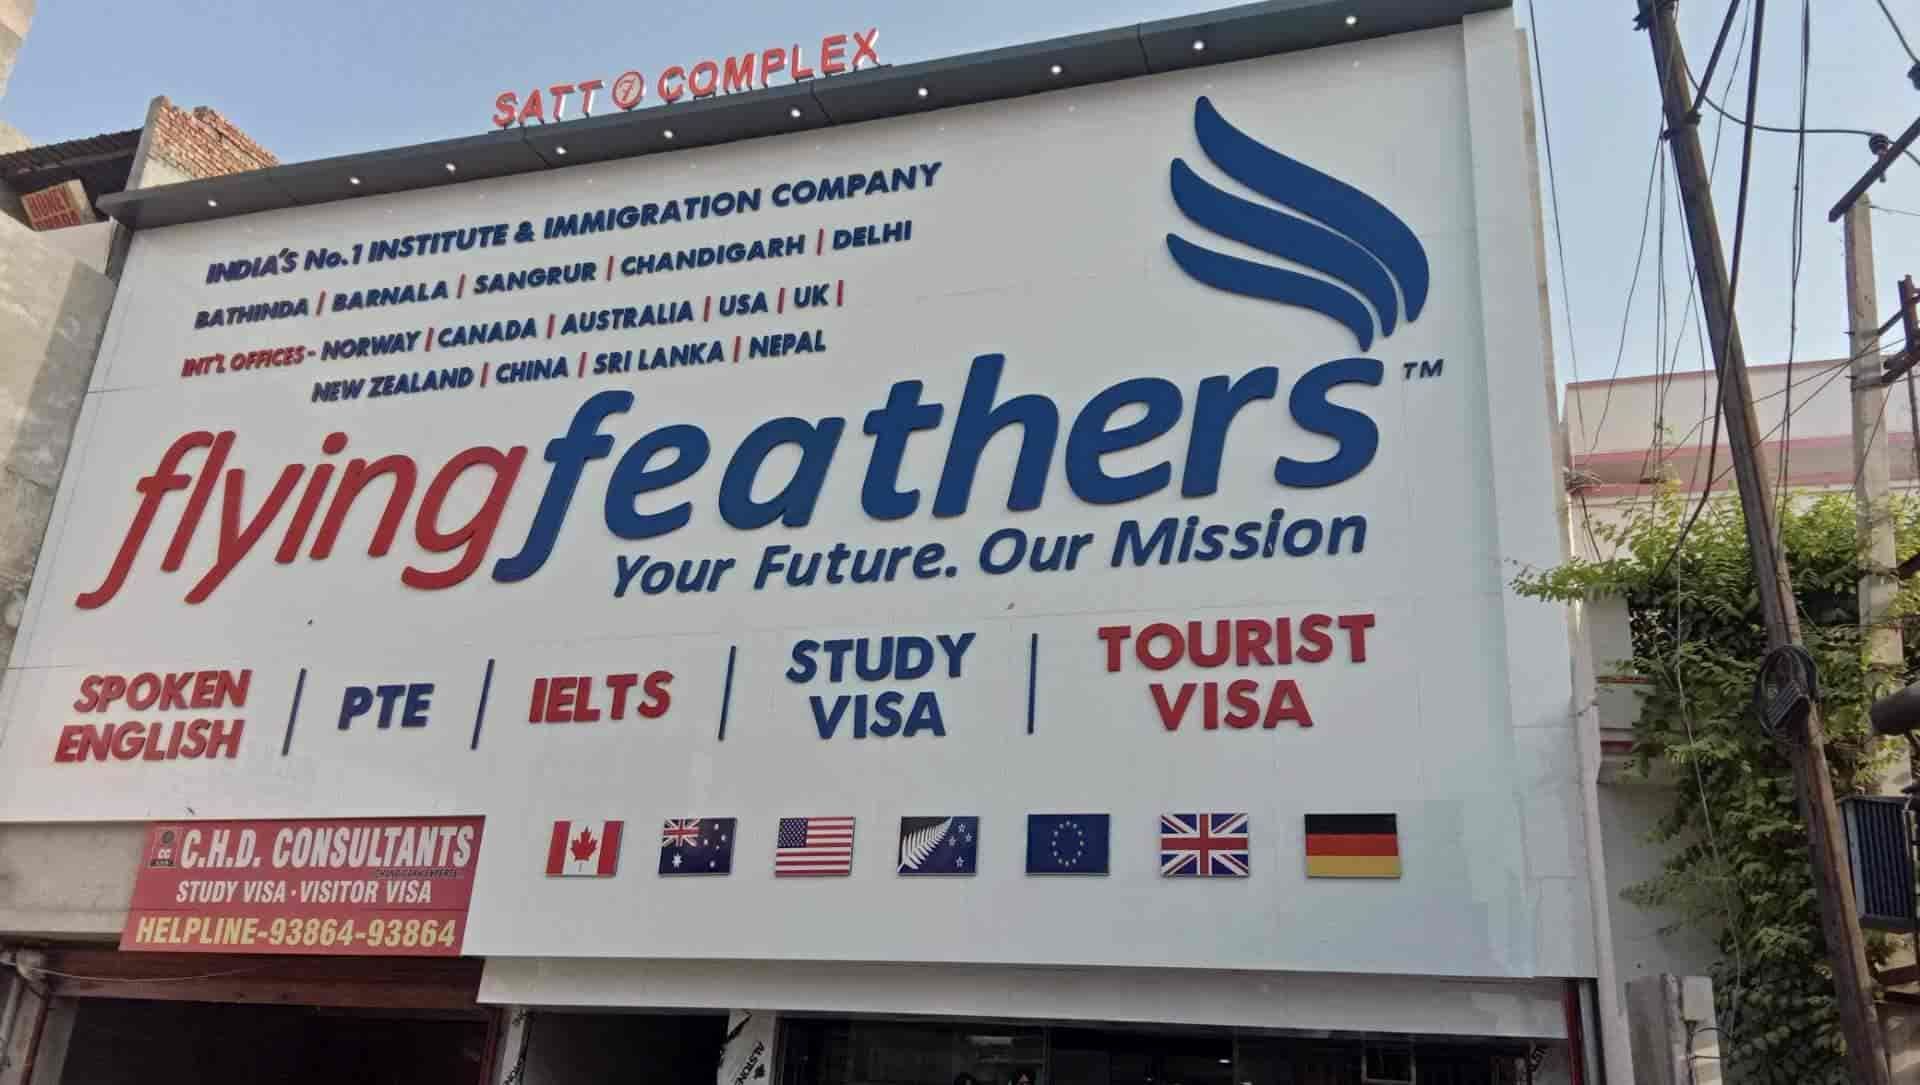 SATT 7 COMPLEX
INDIA'S No.1 INSTITUTE & IMMIGRATION COMPANY
BATHINDA | BARNALA | SANGRUR | CHANDIGARH | DELHI
INT'L OFFICES - NORWAY | CANADA | AUSTRALIA | USA | UK |
NEW ZEALAND | CHINA | SRI LANKA | NEPAL
flyingfeathers TM
Your Future. Our Mission
SPOKEN ENGLISH | PTE | IELTS | STUDY VISA | TOURIST VISA
C.H.D. CONSULTANTS
STUDY VISA · VISITOR VISA
HELPLINE-93864-93864